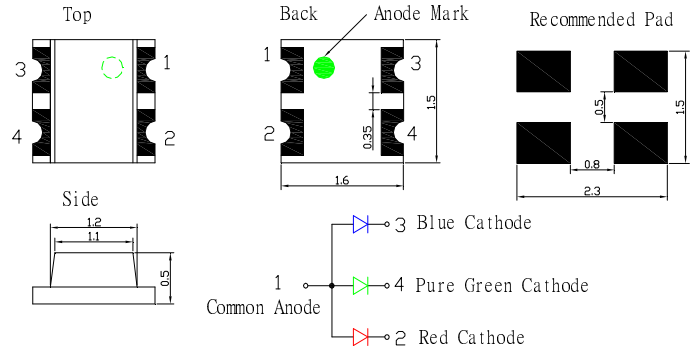 Top
3
1
4
2
Back
Anode Mark
1
3
2
4
0.35
1.5
1.6
Recommended Pad
0.5
1.5
0.8
2.3
Side
1.2
1.1
0.5
3 Blue Cathode
1
Common Anode
4 Pure Green Cathode
2 Red Cathode